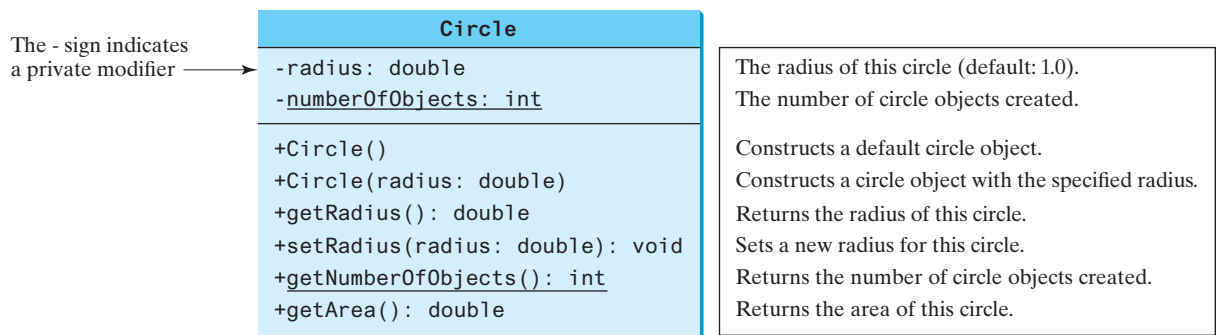 Circle
The - sign indicates
a private modifier
-radius: double
The radius of this circle (default: 1.0).
-numberOfObjects: int
The number of circle objects created.
+Circle()
Constructs a default circle object.
+Circle(radius: double)
Constructs a circle object with the specified radius.
+getRadius(): double
Returns the radius of this circle.
+setRadius(radius: double): void
Sets a new radius for this circle.
+getNumberOfObjects(): int
Returns the number of circle objects created.
+getArea(): double
Returns the area of this circle.